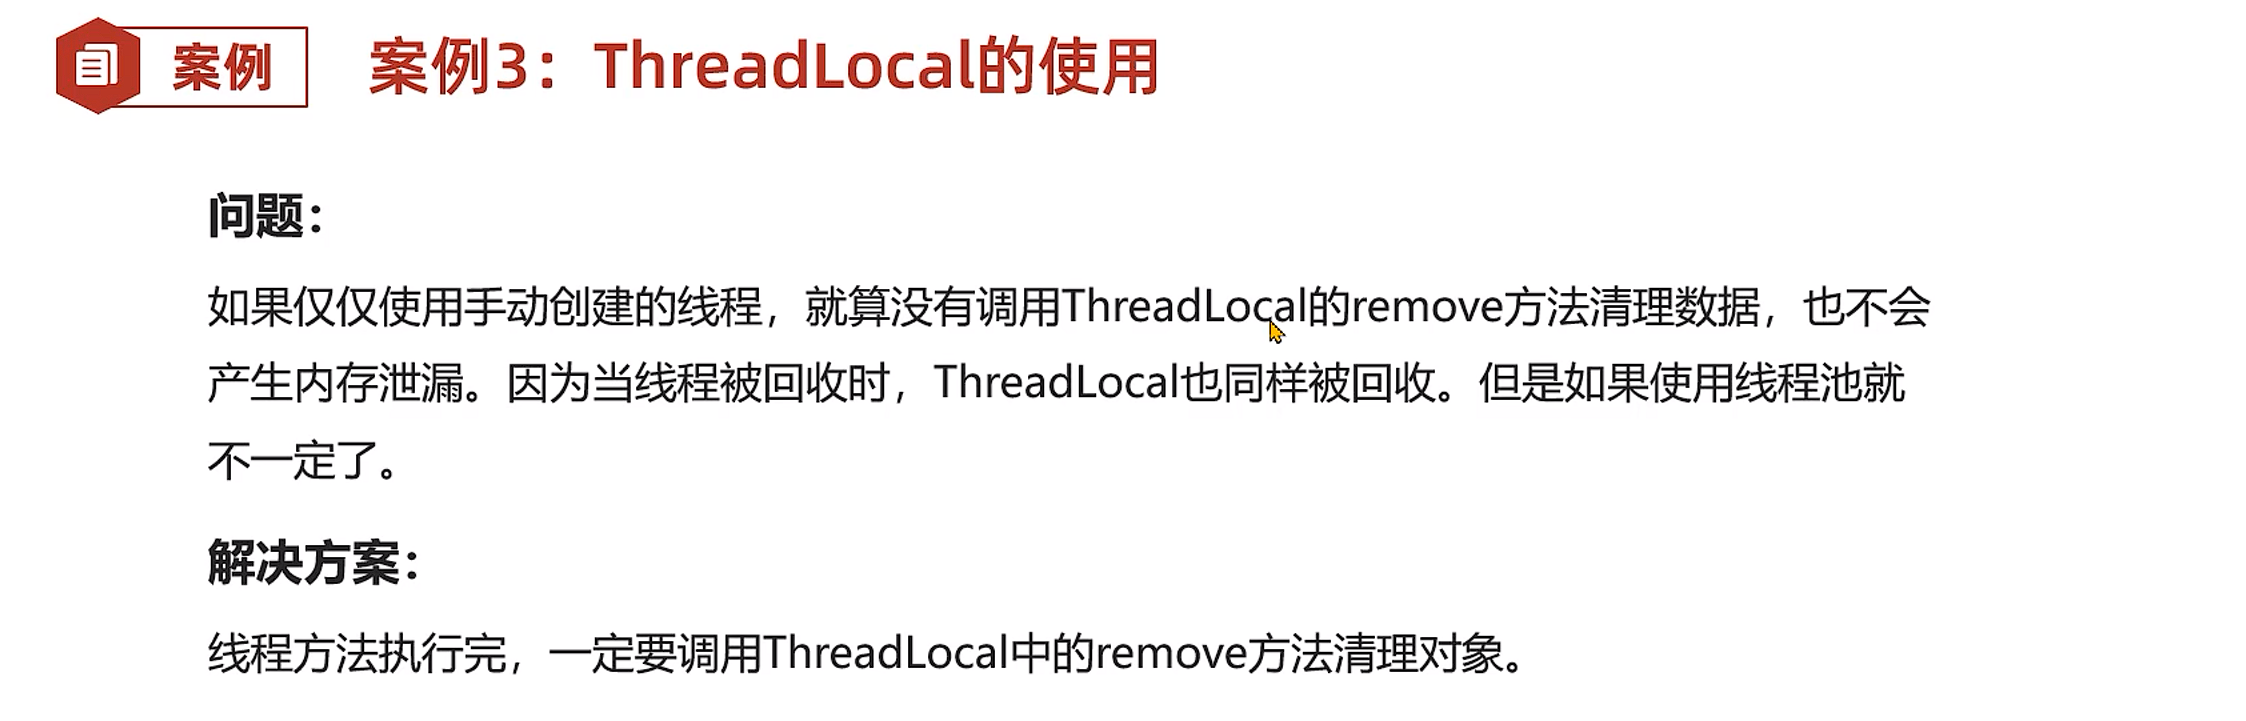 案例
案例3：ThreadLocal的使用
问题：
如果仅仅使用手动创建的线程，就算没有调用ThreadLocal的remove方法清理数据，也不会
产生内存泄漏。因为当线程被回收时，ThreadLocal也同样被回收。但是如果使用线程池就
不一定了。
解决方案：
线程方法执行完，一定要调用ThreadLocal中的remove方法清理对象。